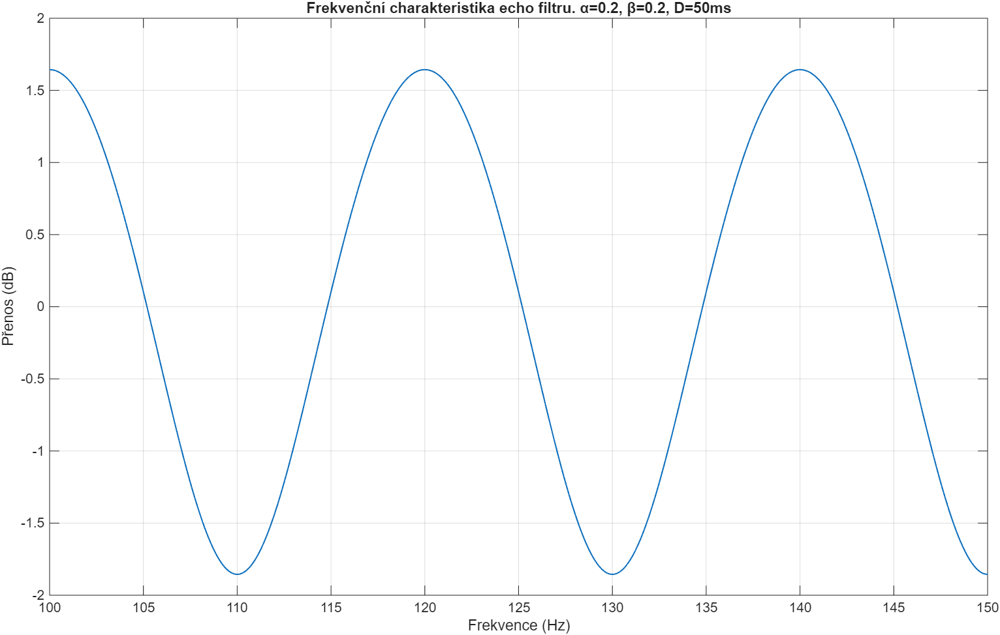 Frekvenční charakteristika echo filtru. α=0.2, β=0.2, D=50ms
2
1.5
1
0.5
0
-0.5
-1
-1.5
-2
Přenos (dB)
100 105 110 115 120 125 130 135 140 145 150
Frekvence (Hz)